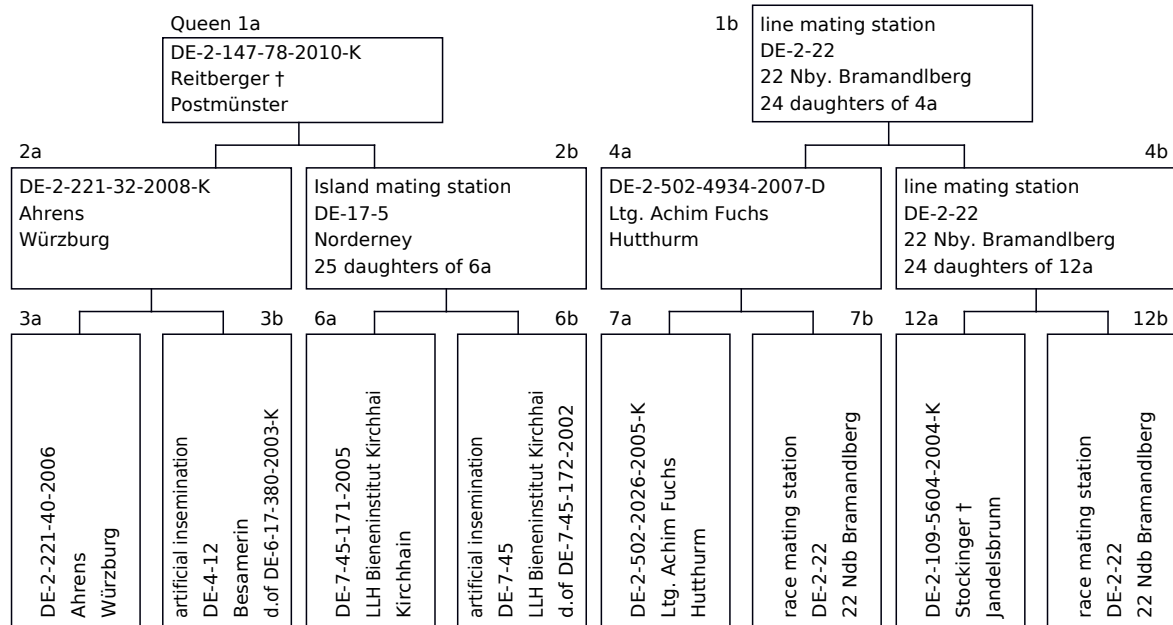 Queen 1a
DE-2-147-78-2010-K
Reitberger †
Postmünster
1b
line mating station
DE-2-22
22 Nby. Bramandlberg
24 daughters of 4a
2a
DE-2-221-32-2008-K
Ahrens
Würzburg
2b
Island mating station
DE-17-5
Norderney
25 daughters of 6a
4a
DE-2-502-4934-2007-D
Ltg. Achim Fuchs
Hutthurm
4b
line mating station
DE-2-22
22 Nby. Bramandlberg
24 daughters of 12a
3a
DE-2-221-40-2006
Ahrens
Würzburg
3b
artificial insemination
DE-4-12
Besamerin
d.of DE-6-17-380-2003-K
6a
DE-7-45-171-2005
LLH Bieneninstitut Kirchhai
Kirchhain
6b
artificial insemination
DE-7-45
LLH Bieneninstitut Kirchhai
d.of DE-7-45-172-2002
7a
DE-2-502-2026-2005-K
Ltg. Achim Fuchs
Hutthurm
7b
race mating station
DE-2-22
22 Ndb Bramandlberg
12a
DE-2-109-5604-2004-K
Stockinger †
Jandelsbrunn
12b
race mating station
DE-2-22
22 Ndb Bramandlberg